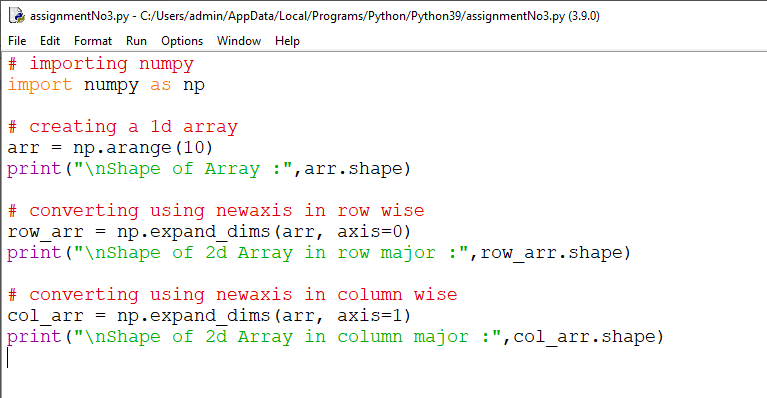 assignmentNo3.py - C:/Users/admin/AppData/Local/Programs/Python/Python39/assignmentNo3.py (3.9.0)
File Edit Format Run Options Window Help
# importing numpy
import numpy as np
# creating a 1d array
arr = np.arange(10)
print("\nShape of Array :",arr.shape)
# converting using newaxis in row wise
row_arr = np.expand_dims(arr, axis=0)
print("\nShape of 2d Array in row major :",row_arr.shape)
# converting using newaxis in column wise
col_arr = np.expand_dims(arr, axis=1)
print("\nShape of 2d Array in column major :",col_arr.shape)